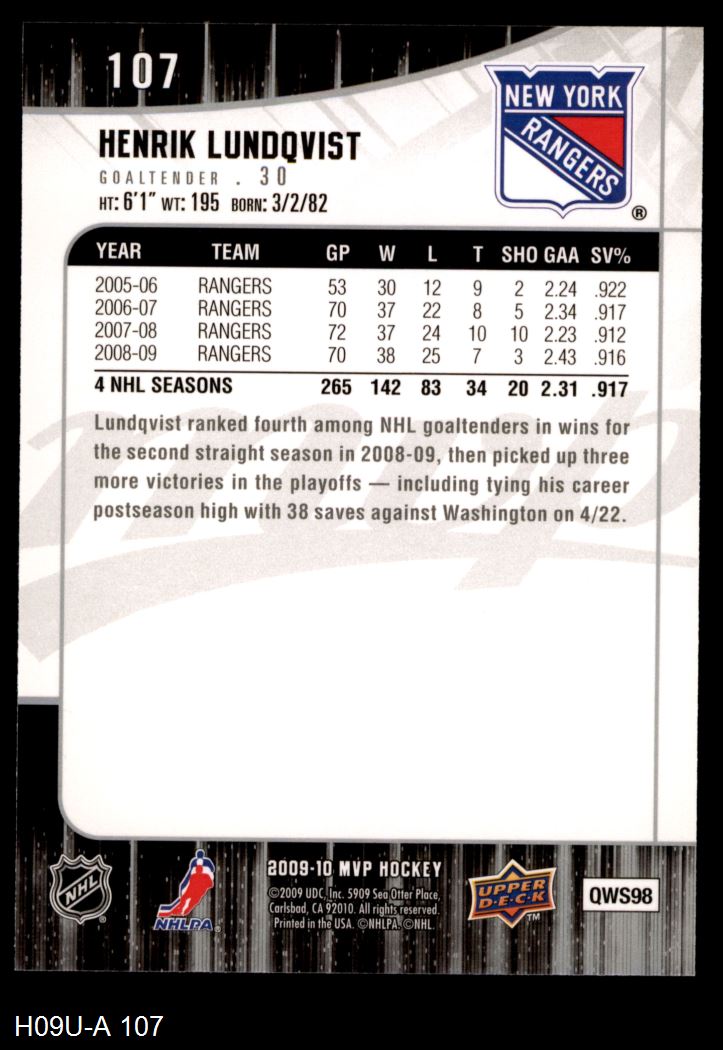 107
NEW YORK
RANGERS
®
HENRIK LUNDQVIST
GOALTENDER . 30
HT: 6'1" WT: 195 BORN: 3/2/82
YEAR TEAM GP W L T SHO GAA SV%
2005-06 RANGERS 53 30 12 9 2 2.24 .922
2006-07 RANGERS 70 37 22 8 5 2.34 .917
2007-08 RANGERS 72 37 24 10 10 2.23 .912
2008-09 RANGERS 70 38 25 7 3 2.43 .916
4 NHL SEASONS 265 142 83 34 20 2.31 .917
Lundqvist ranked fourth among NHL goaltenders in wins for
the second straight season in 2008-09, then picked up three
more victories in the playoffs — including tying his career
postseason high with 38 saves against Washington on 4/22.
mvp
NHL
®
NHLPA
®
2009-10 MVP HOCKEY
©2009 UDC, Inc. 5909 Sea Otter Place,
Carlsbad, CA 92010. All rights reserved.
Printed in the USA. ©NHLPA. ©NHL.
UPPER
D·E·C·K
TM
QWS98
H09U-A 107